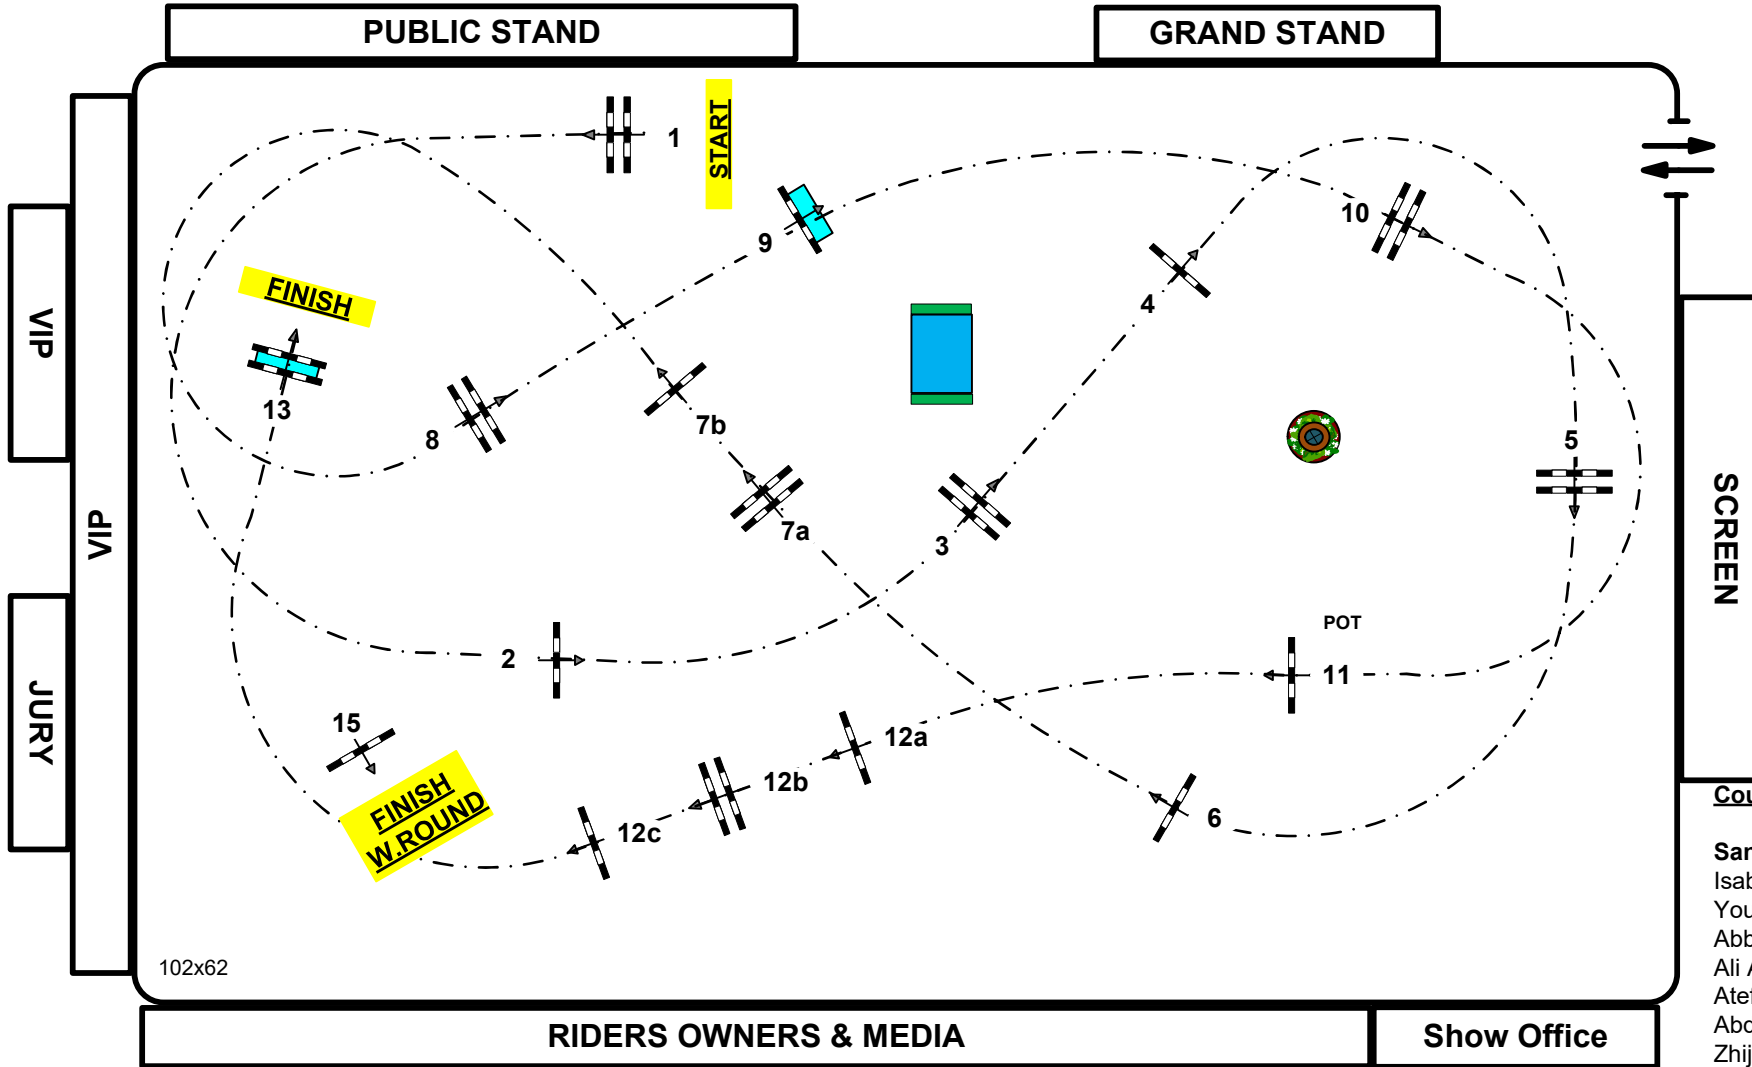 PUBLIC STAND
GRAND STAND
START
1
10
9
FINISH
4
VIP
13
8
7b
5
SCREEN
7a
VIP
3
POT
2
11
JURY
15
12a
12b
FINISH
W.ROUND
12c
6
102x62
RIDERS OWNERS & MEDIA
Show Office